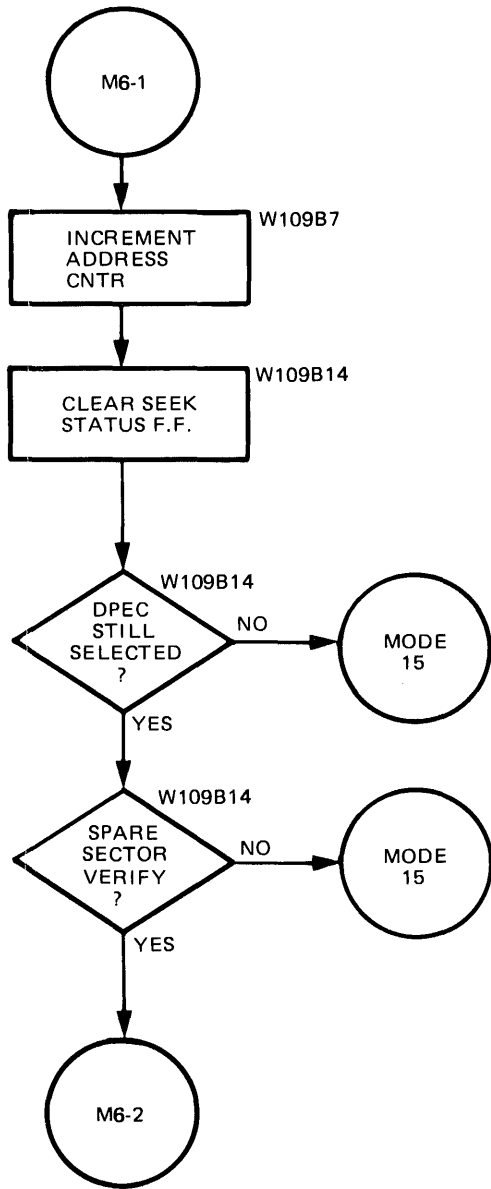 M6-1
W109B7
INCREMENT
ADDRESS
CNTR
W109B14
CLEAR SEEK
STATUS F.F.
W109B14
DPEC
STILL
SELECTED
?
NO
MODE
15
YES
W109B14
SPARE
SECTOR
VERIFY
?
NO
MODE
15
YES
M6-2